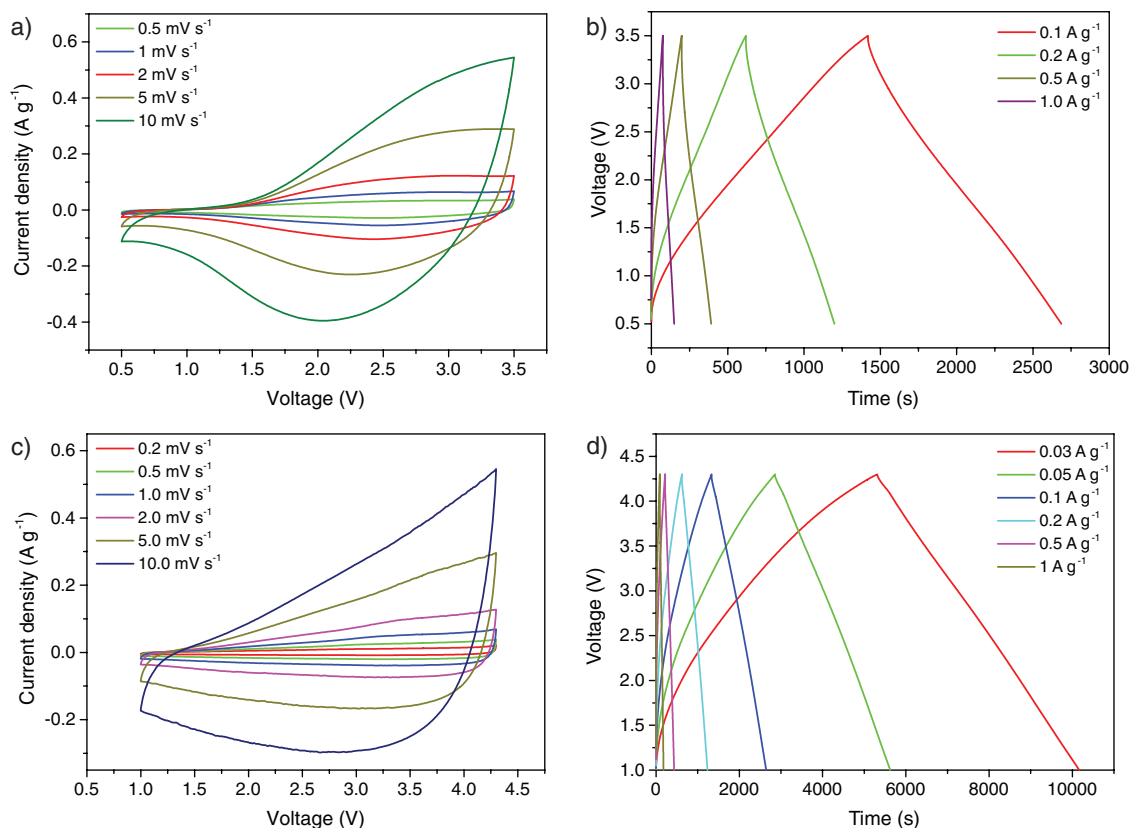 a)
0.5 mV s⁻¹
1 mV s⁻¹
2 mV s⁻¹
5 mV s⁻¹
10 mV s⁻¹
0.6
0.4
0.2
0.0
-0.2
-0.4
Current density (A g⁻¹)
0.5 1.0 1.5 2.0 2.5 3.0 3.5
Voltage (V)
b)
0.1 A g⁻¹
0.2 A g⁻¹
0.5 A g⁻¹
1.0 A g⁻¹
3.5
3.0
2.5
2.0
1.5
1.0
0.5
Voltage (V)
0 500 1000 1500 2000 2500 3000
Time (s)
c)
0.2 mV s⁻¹
0.5 mV s⁻¹
1.0 mV s⁻¹
2.0 mV s⁻¹
5.0 mV s⁻¹
10.0 mV s⁻¹
0.6
0.4
0.2
0.0
-0.2
Current density (A g⁻¹)
0.5 1.0 1.5 2.0 2.5 3.0 3.5 4.0 4.5
Voltage (V)
d)
0.03 A g⁻¹
0.05 A g⁻¹
0.1 A g⁻¹
0.2 A g⁻¹
0.5 A g⁻¹
1 A g⁻¹
4.5
4.0
3.5
3.0
2.5
2.0
1.5
1.0
Voltage (V)
0 2000 4000 6000 8000 10000
Time (s)